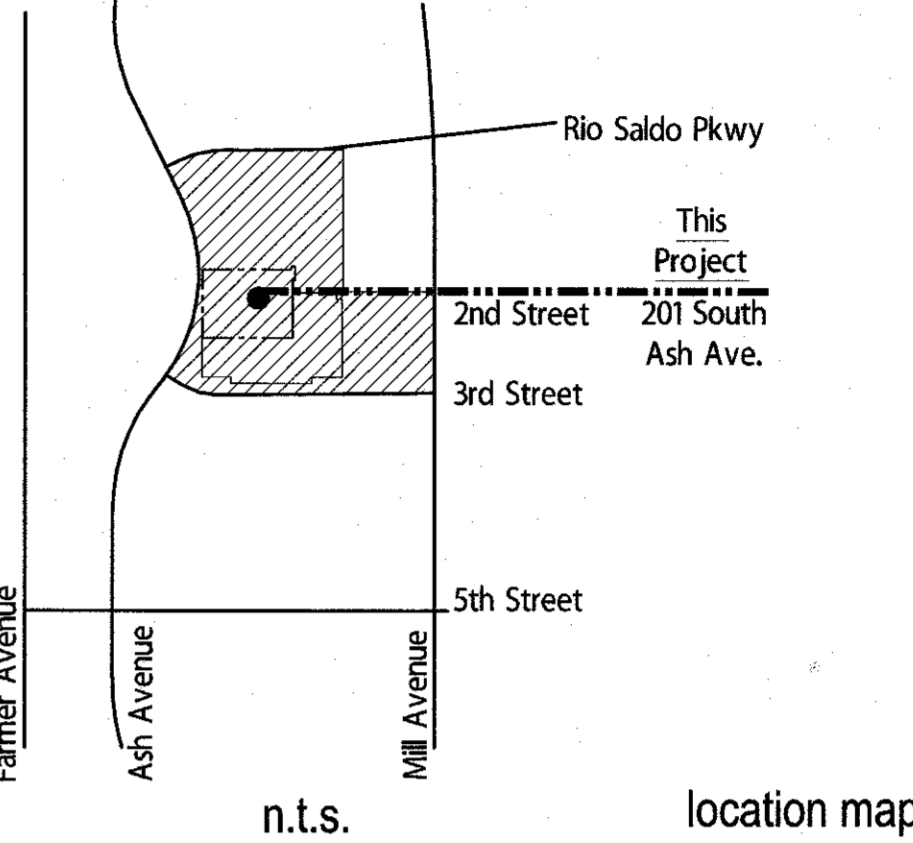 Rio Saldo Pkwy
This
Project
2nd Street
201 South
Ash Ave.
3rd Street
5th Street
Farmer Avenue
Ash Avenue
Mill Avenue
n.t.s.
location map